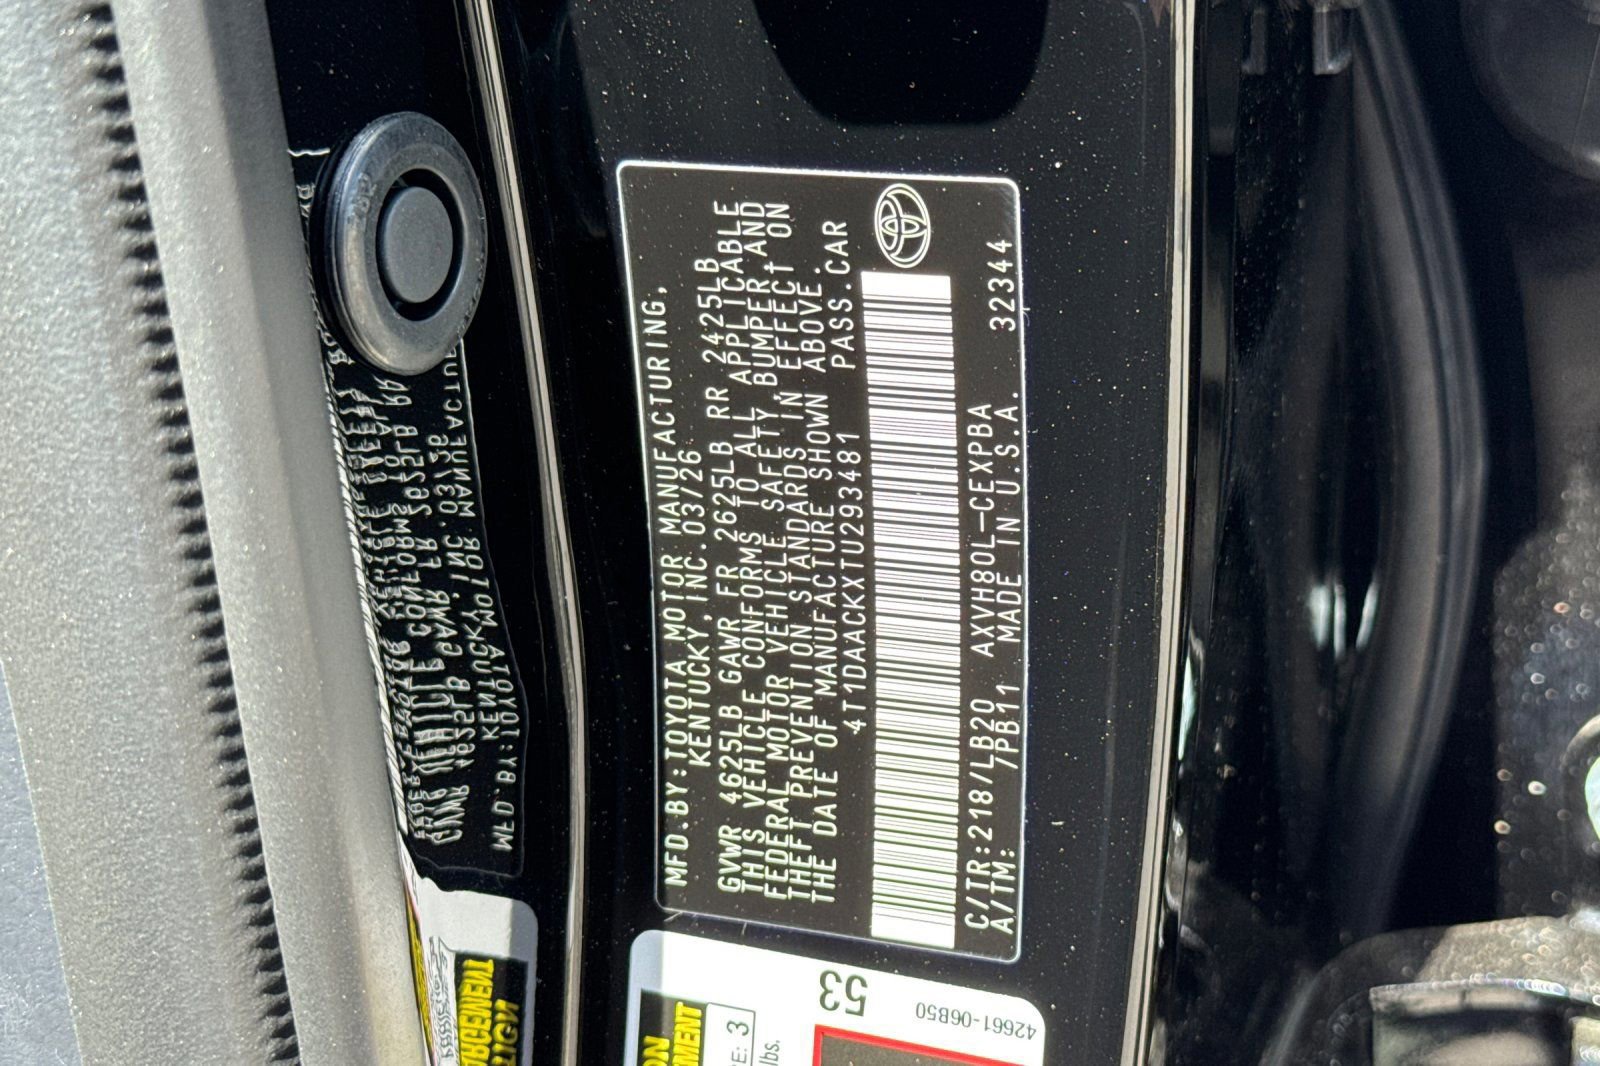 MFD.BY:TOYOTA MOTOR MANUFACTURING,
KENTUCKY, INC. 03/26
GVWR 4625LB GAWR FR 2625LB RR 2425LB
THIS VEHICLE CONFORMS TO ALL APPLICABLE
FEDERAL MOTOR VEHICLE SAFETY, BUMPER, AND
THEFT PREVENTION STANDARDS IN EFFECT ON
THE DATE OF MANUFACTURE SHOWN ABOVE.
4T1DAACKXTU293481 PASS.CAR
C/TR:218/LB20 AXVH80L-CEXPBA
A/TM: 7PB11 MADE IN U.S.A. 32344
53
42661-06B50
3
lbs.